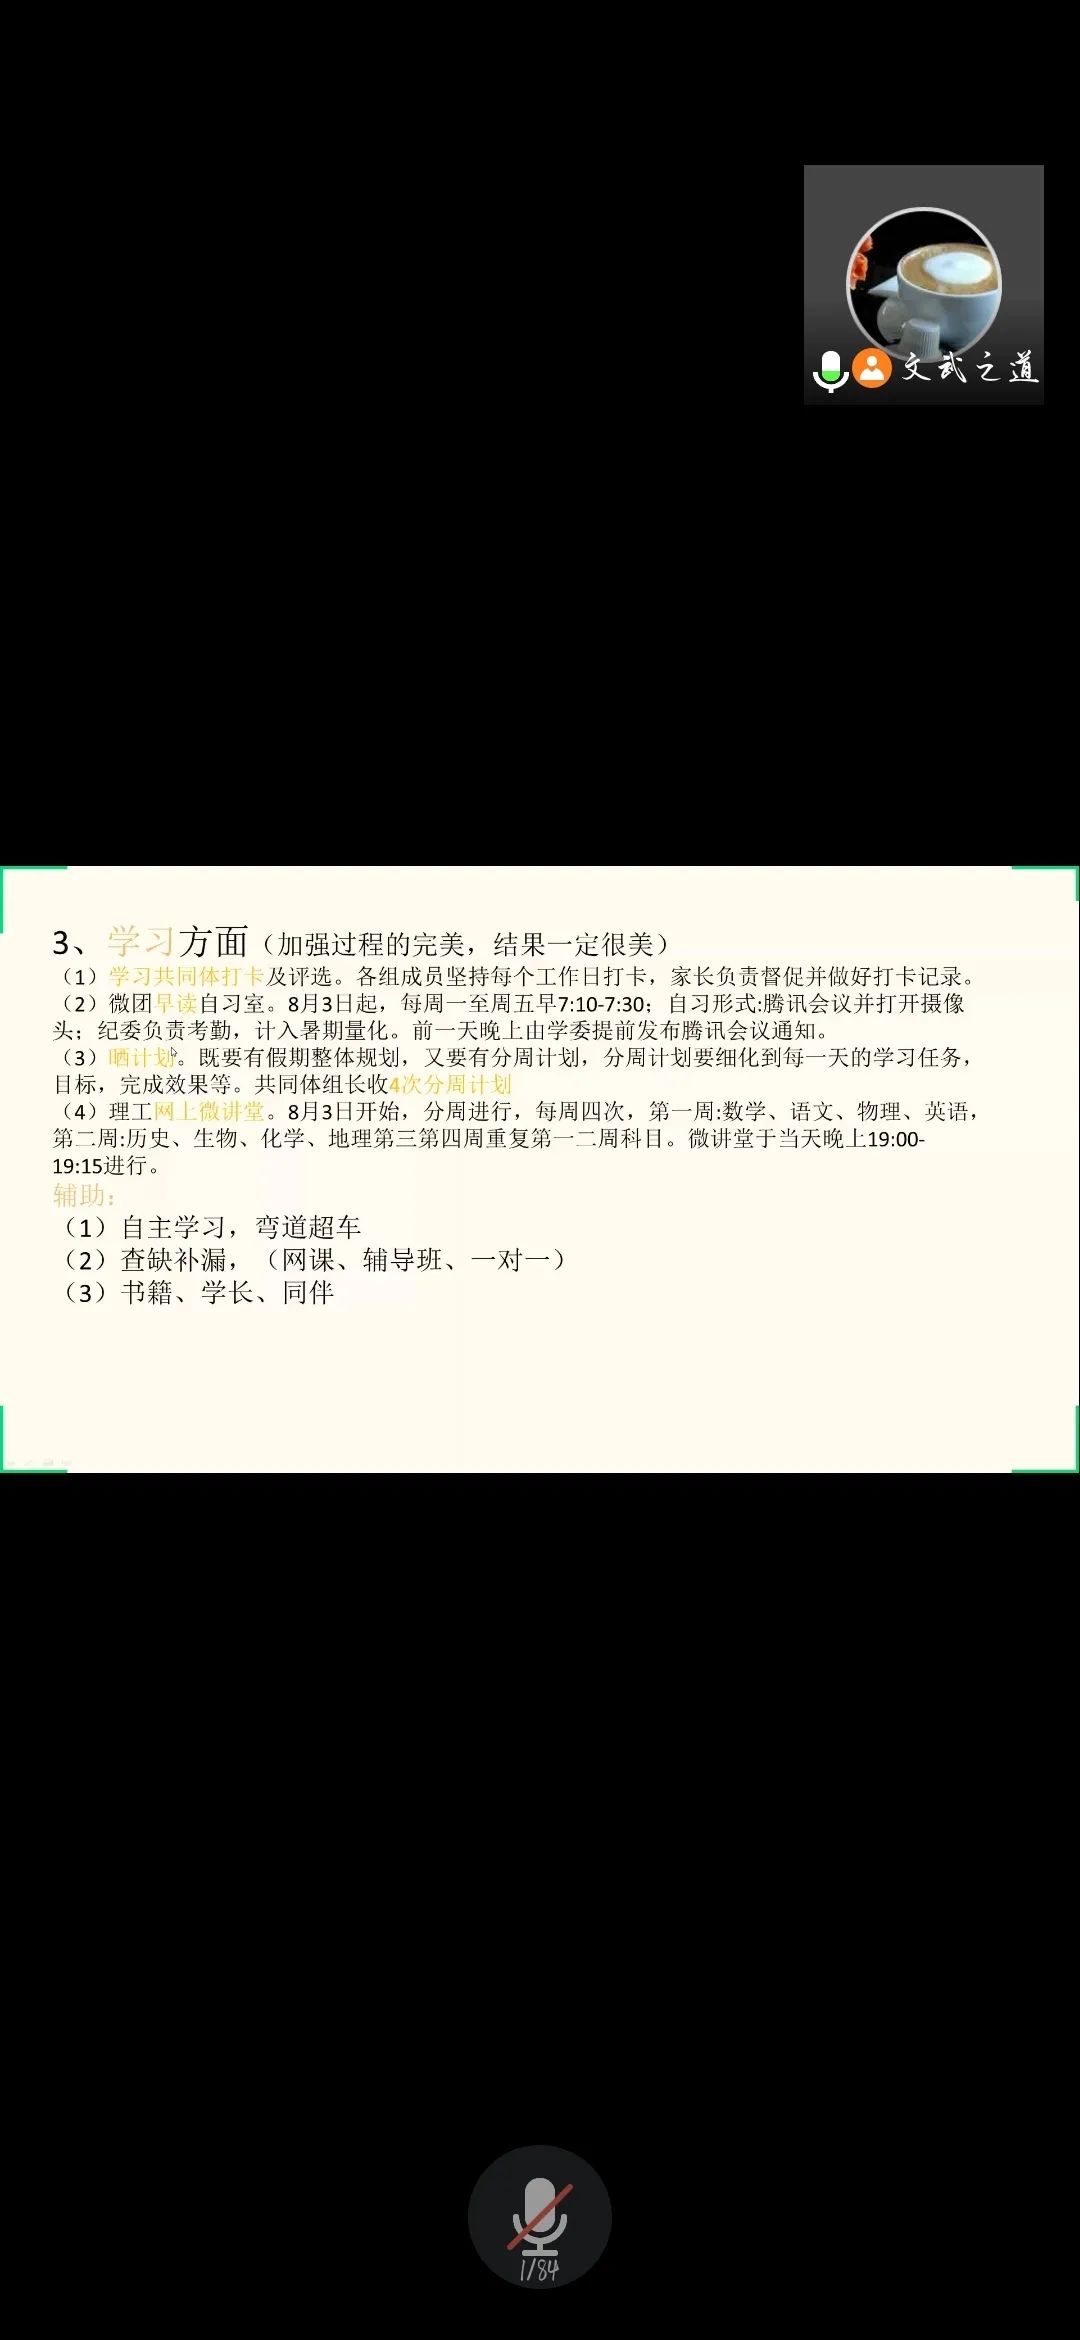 文武之道
3、学习方面（加强过程的完美，结果一定很美）
（1）学习共同体打卡及评选。各组成员坚持每个工作日打卡，家长负责督促并做好打卡记录。
（2）微团早读自习室。8月3日起，每周一至周五早7:10-7:30；自习形式:腾讯会议并打开摄像
头；纪委负责考勤，计入暑期量化。前一天晚上由学委提前发布腾讯会议通知。
（3）晒计划。既要有假期整体规划，又要有分周计划，分周计划要细化到每一天的学习任务，
目标，完成效果等。共同体组长收4次分周计划
（4）理工网上微讲堂。8月3日开始，分周进行，每周四次，第一周:数学、语文、物理、英语，
第二周:历史、生物、化学、地理第三第四周重复第一二周科目。微讲堂于当天晚上19:00-
19:15进行。
辅助：
（1）自主学习，弯道超车
（2）查缺补漏，（网课、辅导班、一对一）
（3）书籍、学长、同伴
1/84